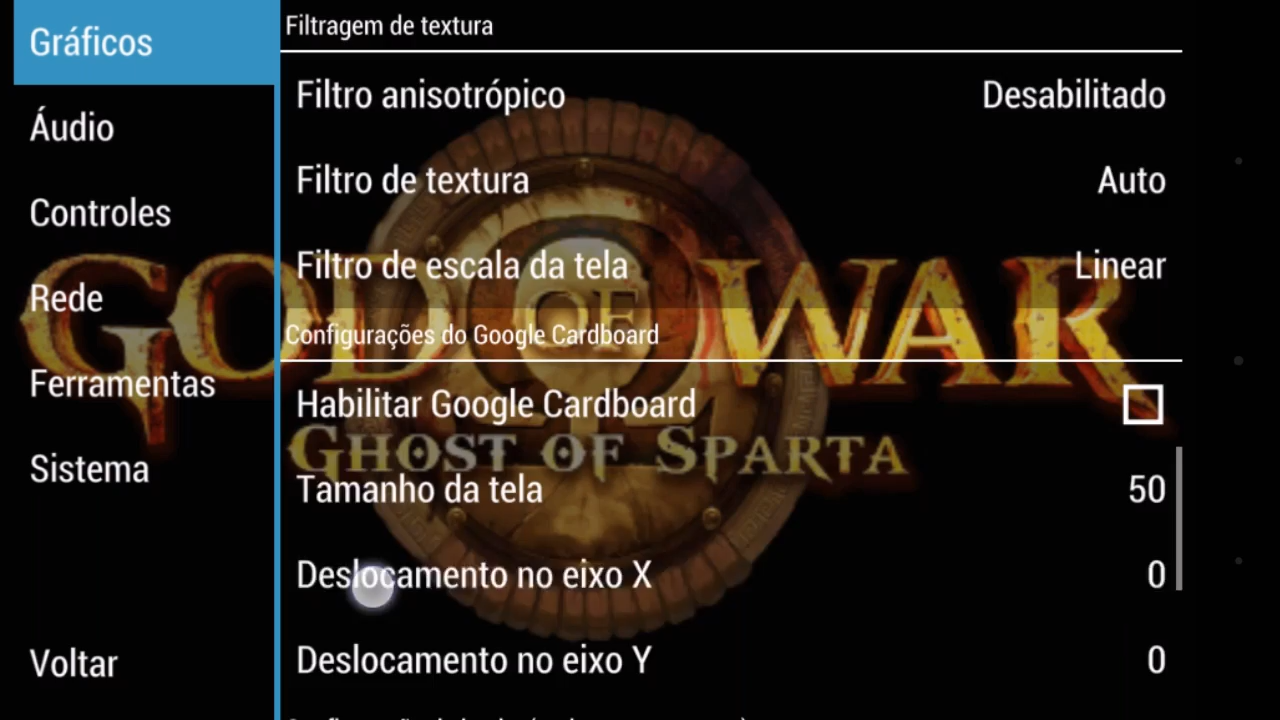 Gráficos
Áudio
Controles
Rede
Ferramentas
Sistema
Voltar
Filtragem de textura
Filtro anisotrópico Desabilitado
Filtro de textura Auto
Filtro de escala da tela Linear
Configurações do Google Cardboard
Habilitar Google Cardboard
Tamanho da tela 50
Deslocamento no eixo X 0
Deslocamento no eixo Y 0
GOD OF WAR
GHOST OF SPARTA